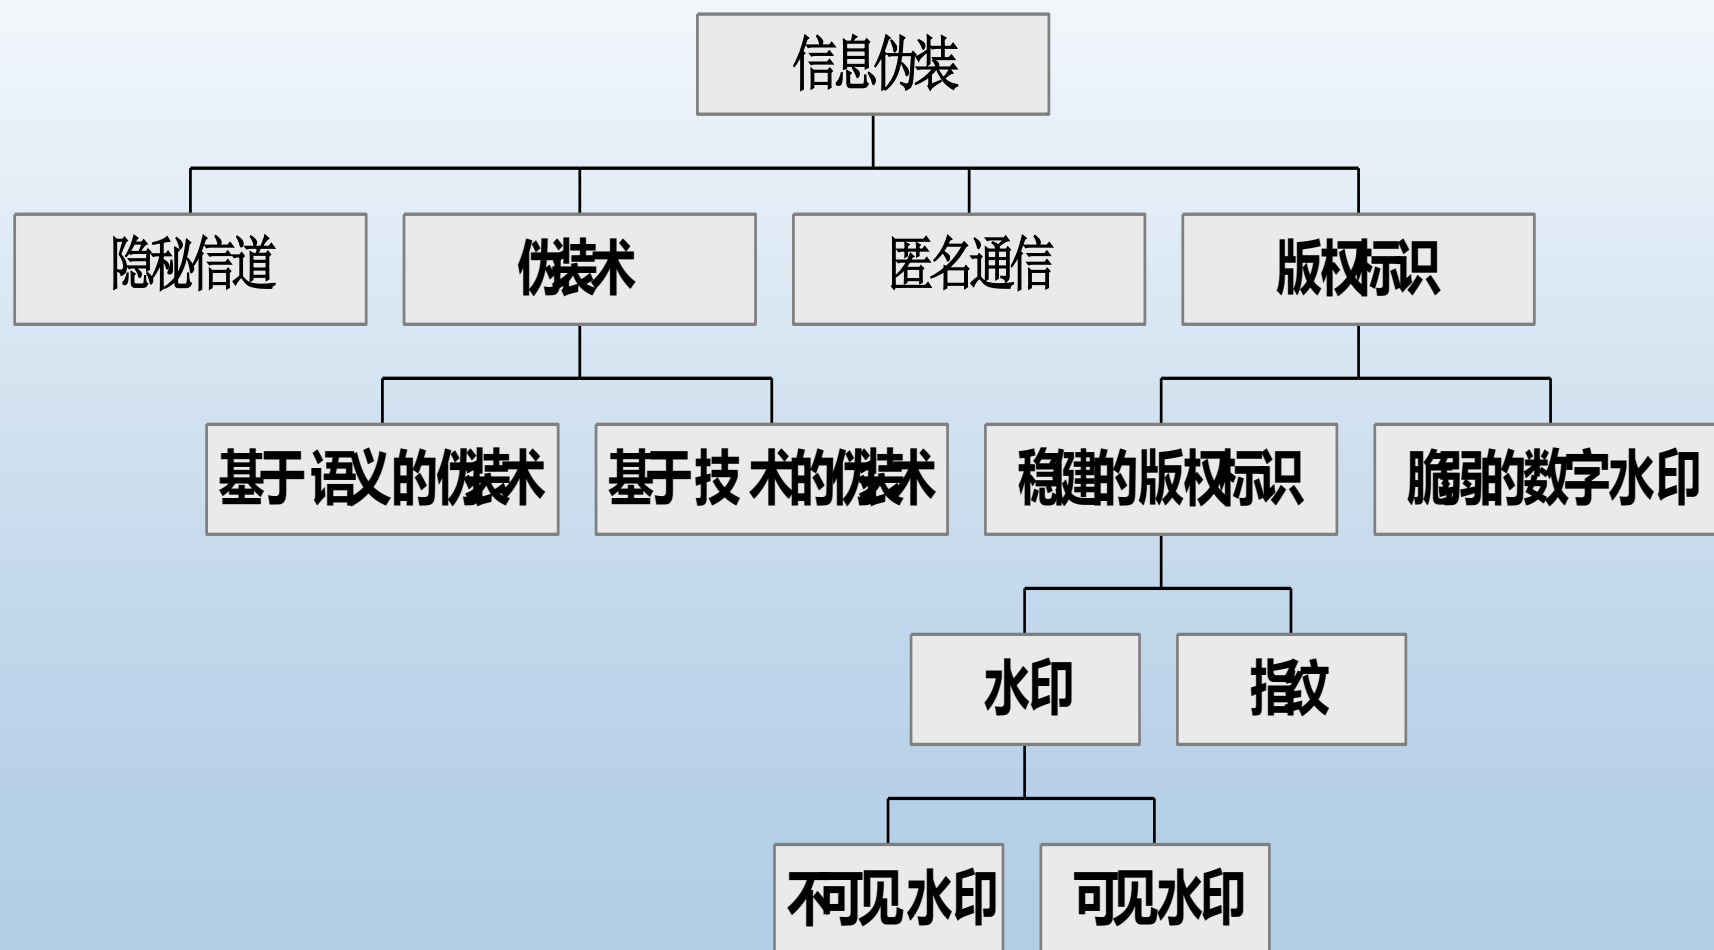 信息伪装
隐秘信道
伪装术
匿名通信
版权标识
基于语义的伪装术
基于技术的伪装术
稳健的版权标识
脆弱的数字水印
水印
指纹
不可见水印
可见水印